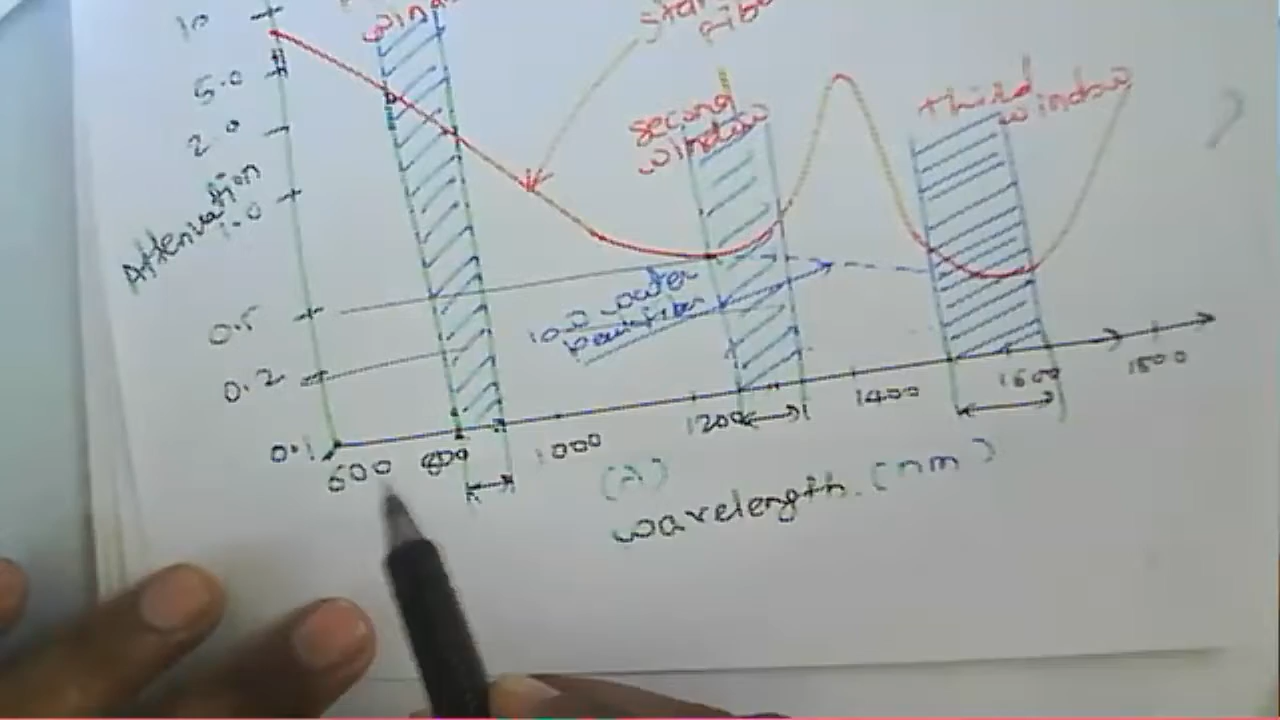 10
5.0
2.0
1.0
0.5
0.2
0.1
Attenuation
second
window
third
window
low water
600
800
1000
1200
1400
1600
1800
(λ)
wavelength (nm)